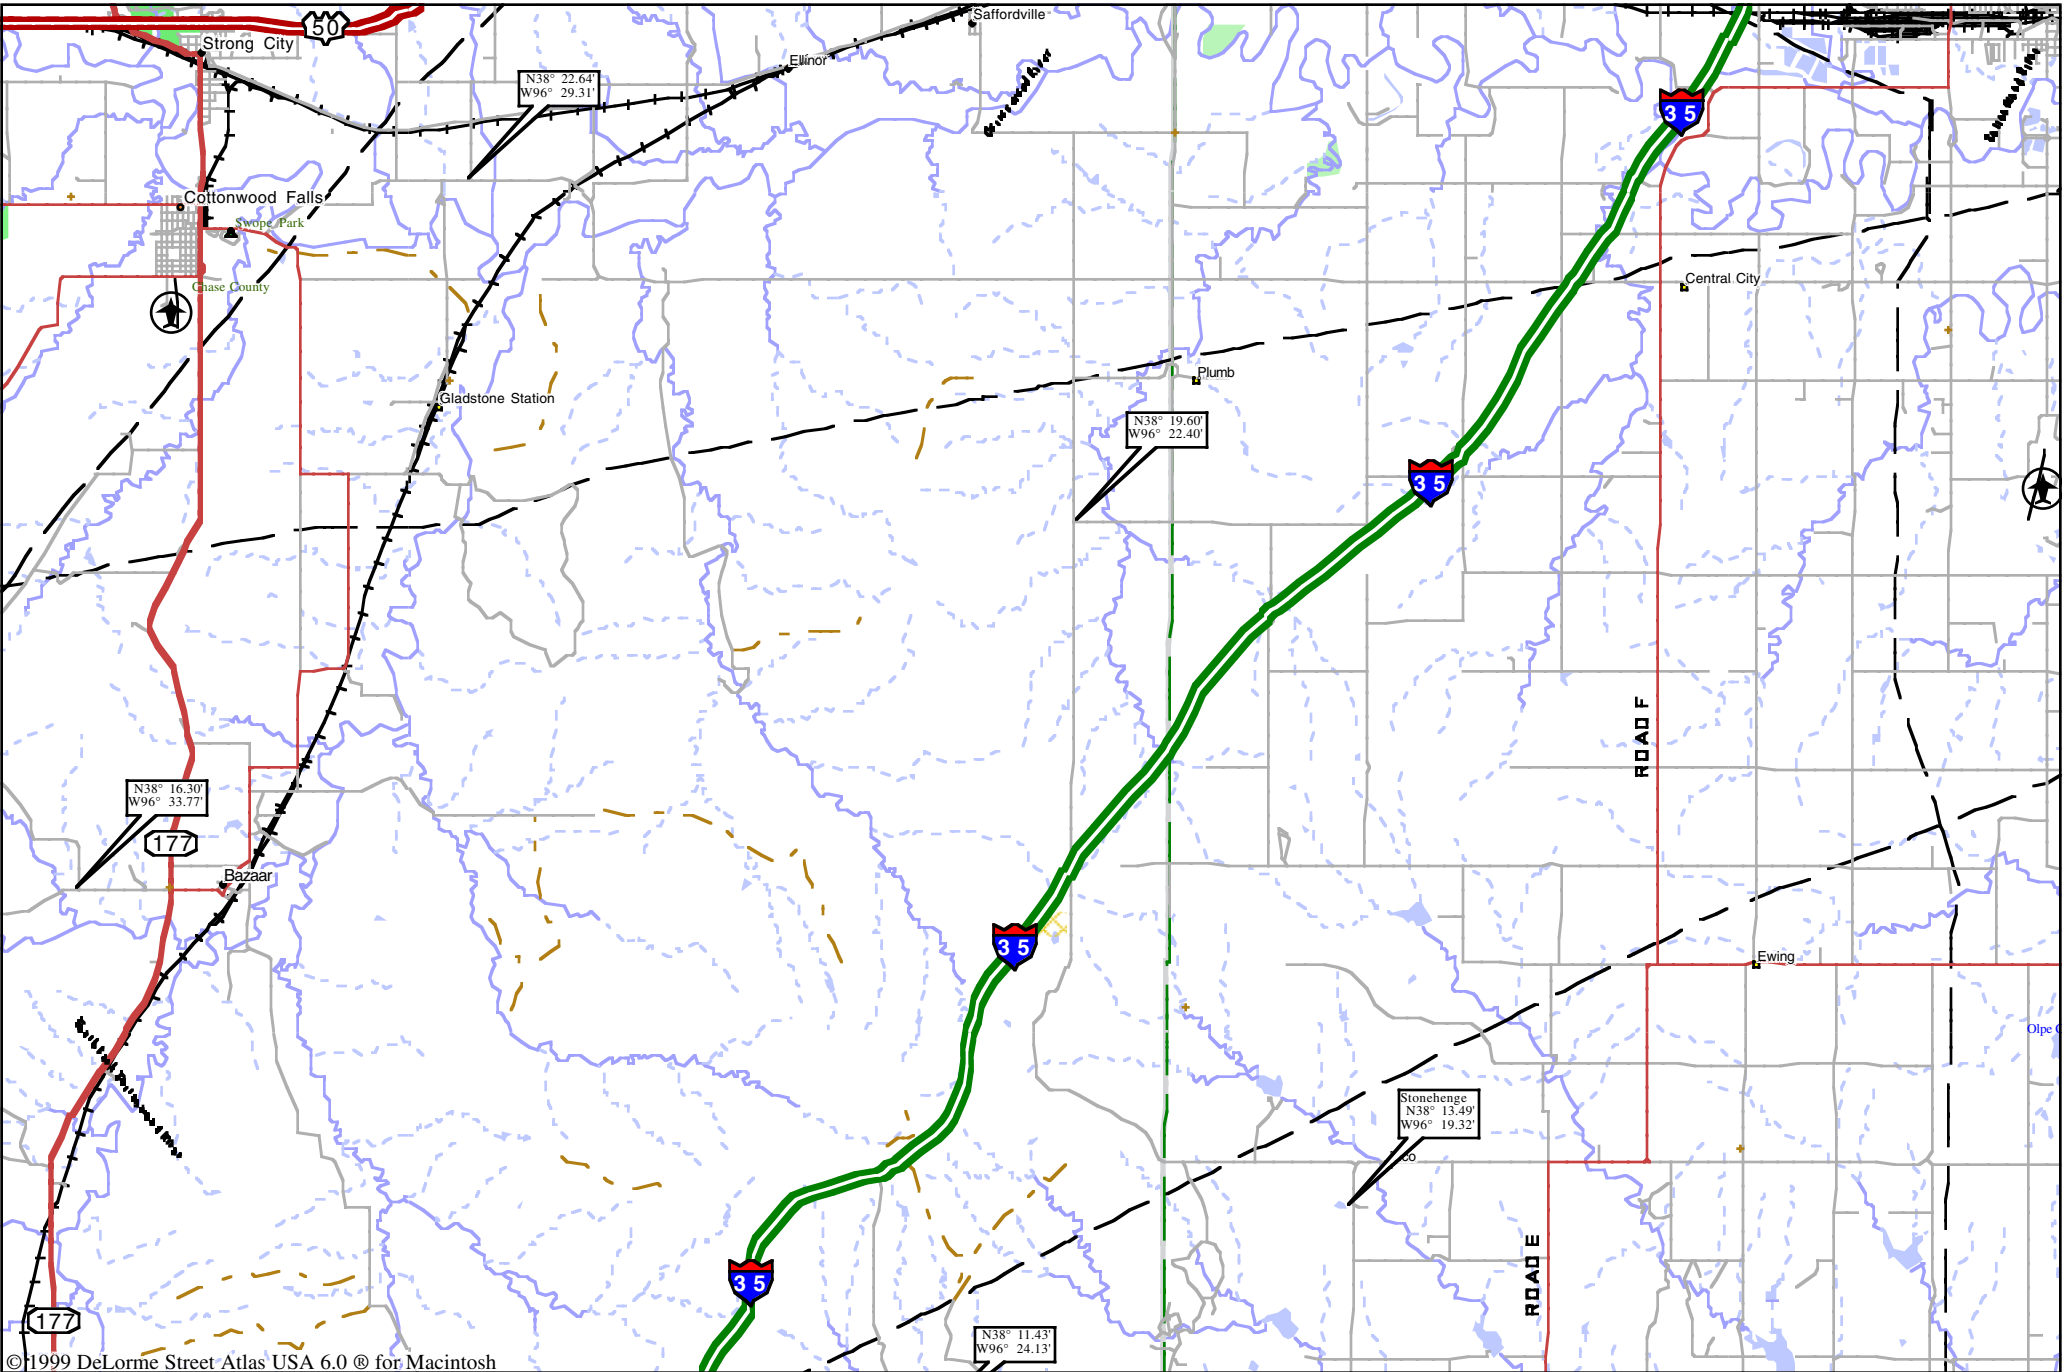 50
Strong City
Saffordville
Ellinor
N38° 22.64'
W96° 29.31'
35
Cottonwood Falls
Swope Park
Chase County
Central City
Plumb
Gladstone Station
N38° 19.60'
W96° 22.40'
35
ROAD F
N38° 16.30'
W96° 33.77'
177
Bazaar
35
Ewing
Olpe
Stonehenge
N38° 13.49'
W96° 19.32'
ROAD E
35
177
N38° 11.43'
W96° 24.13'
© 1999 DeLorme Street Atlas USA 6.0 ® for Macintosh